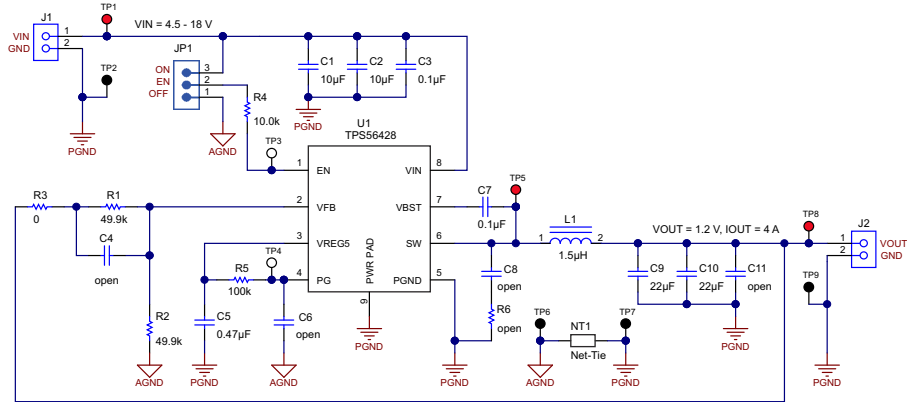 J1
TP1
VIN = 4.5 - 18 V
VIN
GND
1
2
TP2
PGND
JP1
ON
EN
OFF
3
2
1
AGND
R4
10.0k
TP3
C1
10µF
C2
10µF
C3
0.1µF
PGND
U1
TPS56428
1
EN
VIN
8
2
VFB
VBST
7
3
VREG5
SW
6
4
PG
PGND
5
PWR PAD
9
PGND
R3
0
R1
49.9k
C4
open
R2
49.9k
AGND
R5
100k
TP4
C5
0.47µF
PGND
C6
open
AGND
C7
0.1µF
TP5
L1
1
2
1.5µH
C8
open
R6
open
PGND
TP6
NT1
TP7
Net-Tie
AGND
PGND
VOUT = 1.2 V, IOUT = 4 A
C9
22µF
C10
22µF
C11
open
PGND
TP8
J2
1
2
VOUT
GND
TP9
PGND